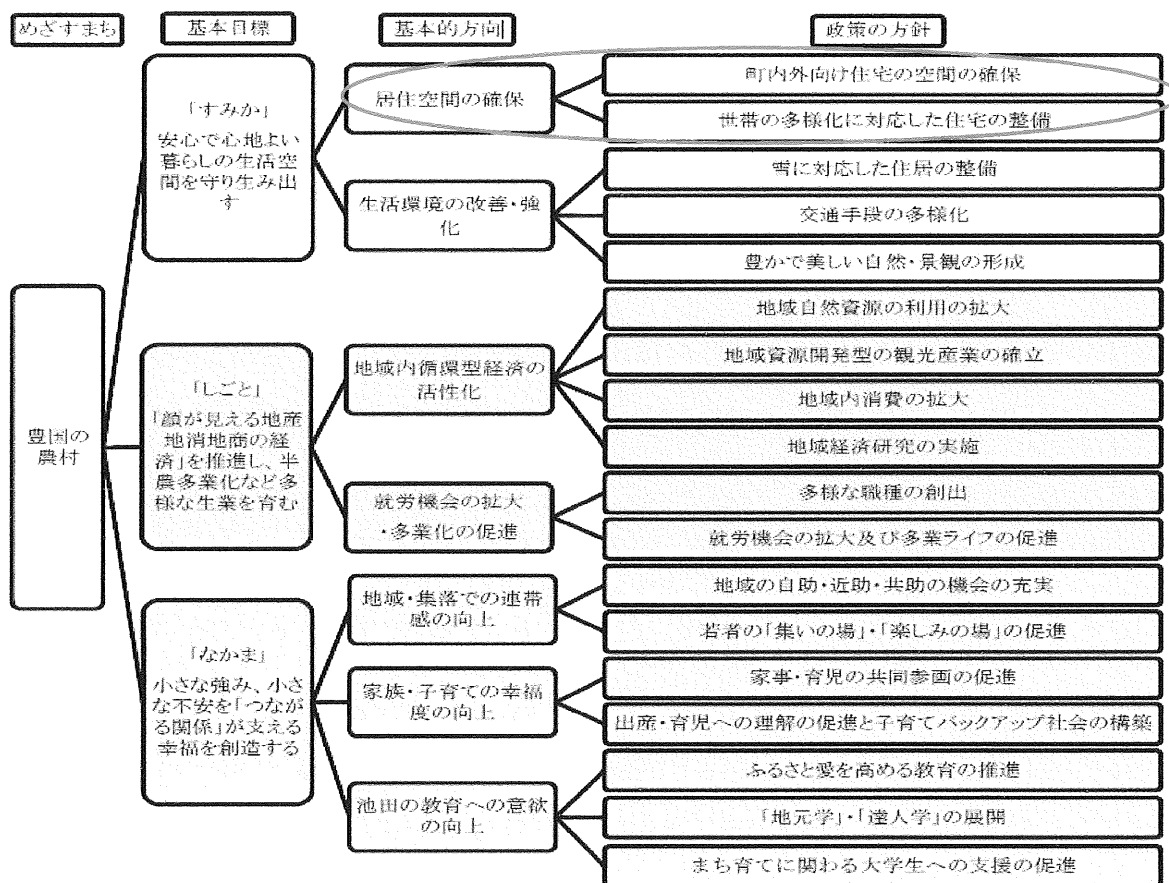 めざすまち
基本目標
基本的方向
政策の方針
豊国の
農村
「すみか」
安心で心地よい
暮らしの生活空
間を守り生み出
す
居住空間の確保
町内外向け住宅の空間の確保
世帯の多様化に対応した住宅の整備
生活環境の改善・強
化
雪に対応した住居の整備
交通手段の多様化
豊かで美しい自然・景観の形成
「しごと」
「顔が見える地産
地消地商の経
済」を推進し、半
農多業化など多
様な生業を育む
地域内循環型経済の
活性化
地域自然資源の利用の拡大
地域資源開発型の観光産業の確立
地域内消費の拡大
地域経済研究の実施
就労機会の拡大
・多業化の促進
多様な職種の創出
就労機会の拡大及び多業ライフの促進
「なかま」
小さな強み、小さ
な不安を「つなが
る関係」が支える
幸福を創造する
地域・集落での連帯
感の向上
地域の自助・近助・共助の機会の充実
若者の「集いの場」・「楽しみの場」の促進
家族・子育ての幸福
度の向上
家事・育児の共同参画の促進
出産・育児への理解の促進と子育てバックアップ社会の構築
池田の教育への意欲
の向上
ふるさと愛を高める教育の推進
「地元学」・「達人学」の展開
まち育てに関わる大学生への支援の促進